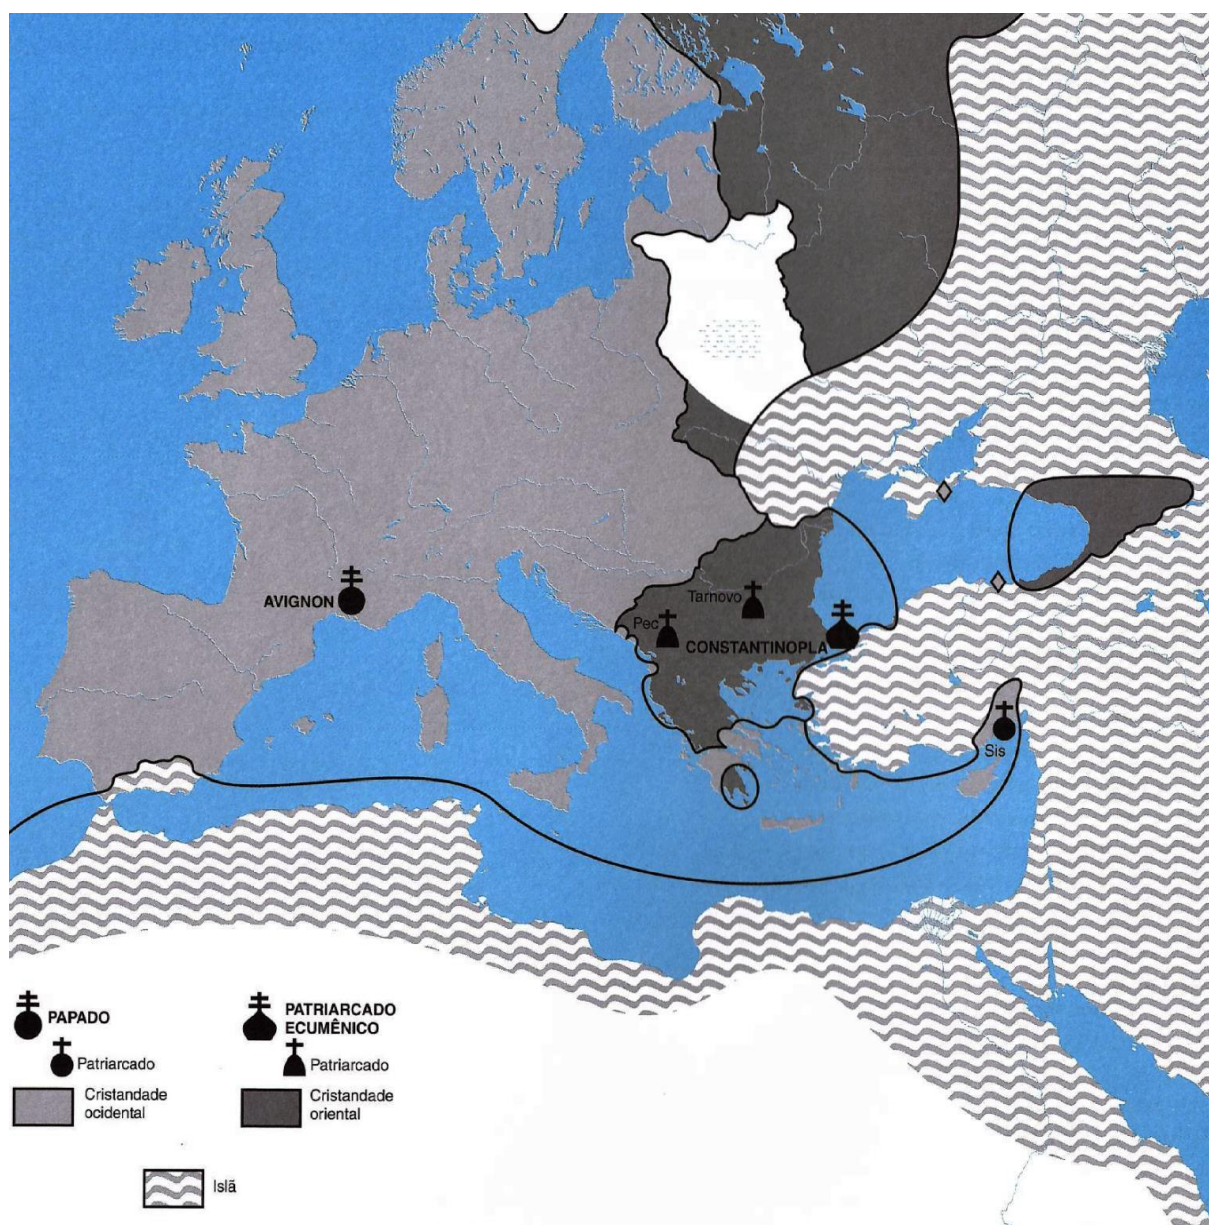 AVIGNON
Tarnovo
Pec
CONSTANTINOPLA
Sis
PAPADO
Patriarcado
Cristandade
ocidental
PATRIARCADO
ECUMÊNICO
Patriarcado
Cristandade
oriental
Islã